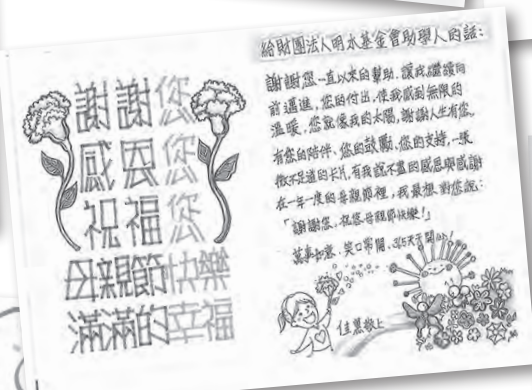 謝謝您
感恩您
祝福您
母親節快樂
滿滿的幸福
給財團法人明水基金會助學人的話:
謝謝您一直以來的幫助,讓我繼續向
前邁進,您的付出,使我感到無限的
溫暖,您就像我的太陽,謝謝人生有您。
有您的陪伴、您的鼓勵、您的支持,一張
微不足道的卡片,有我說不盡的感恩與感謝
在一年一度的母親節裡,我最想對您說:
「謝謝您,祝您母親節快樂!」
萬事如意、笑口常開、天天開心!
佳慧敬上